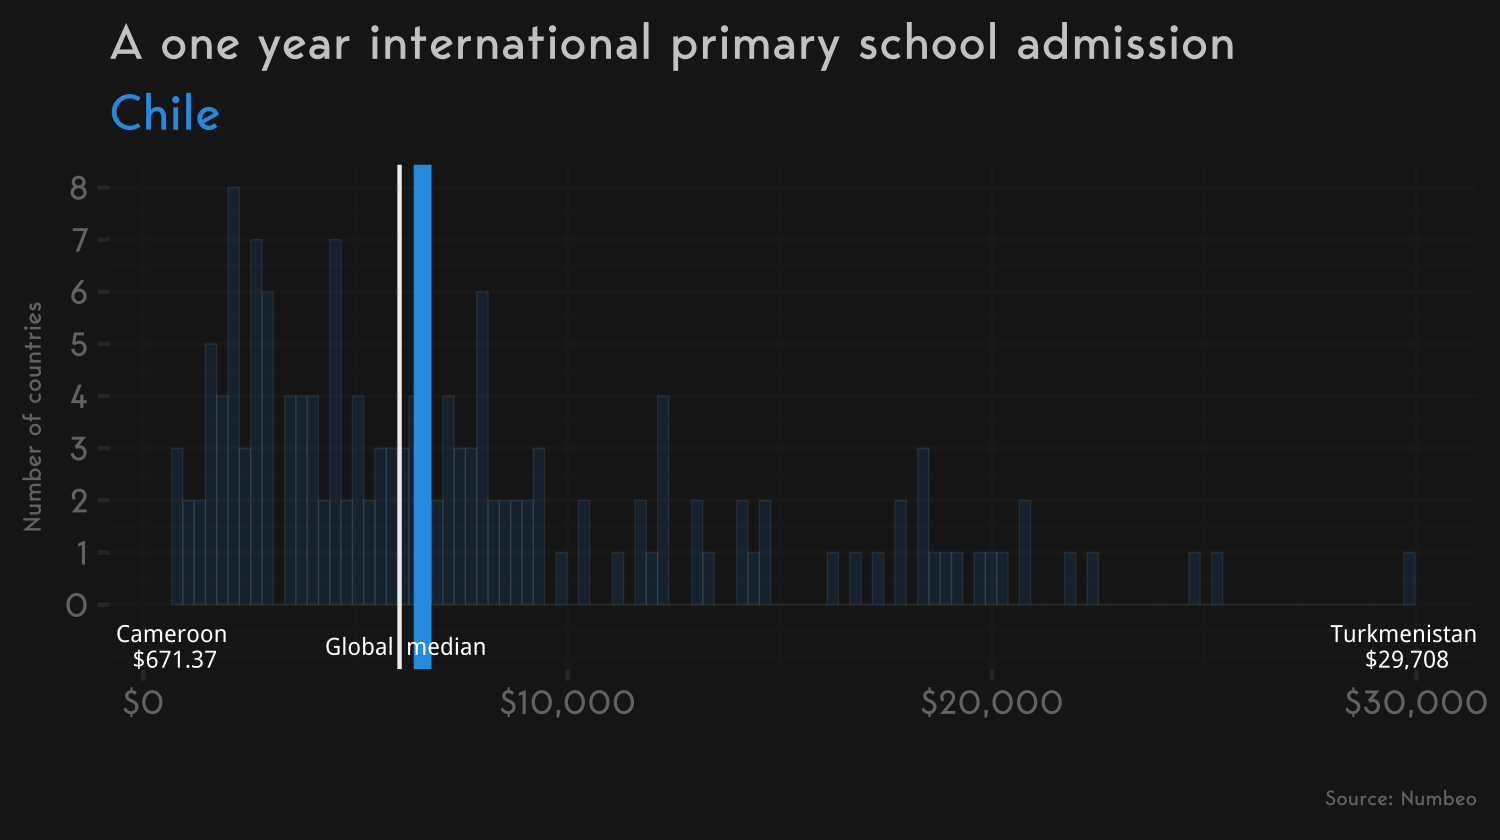 A one year international primary school admission
Chile
Number of countries
8
7
6
5
4
3
2
1
0
Cameroon
$671.37
Global median
Turkmenistan
$29,708
$0
$10,000
$20,000
$30,000
Source: Numbeo